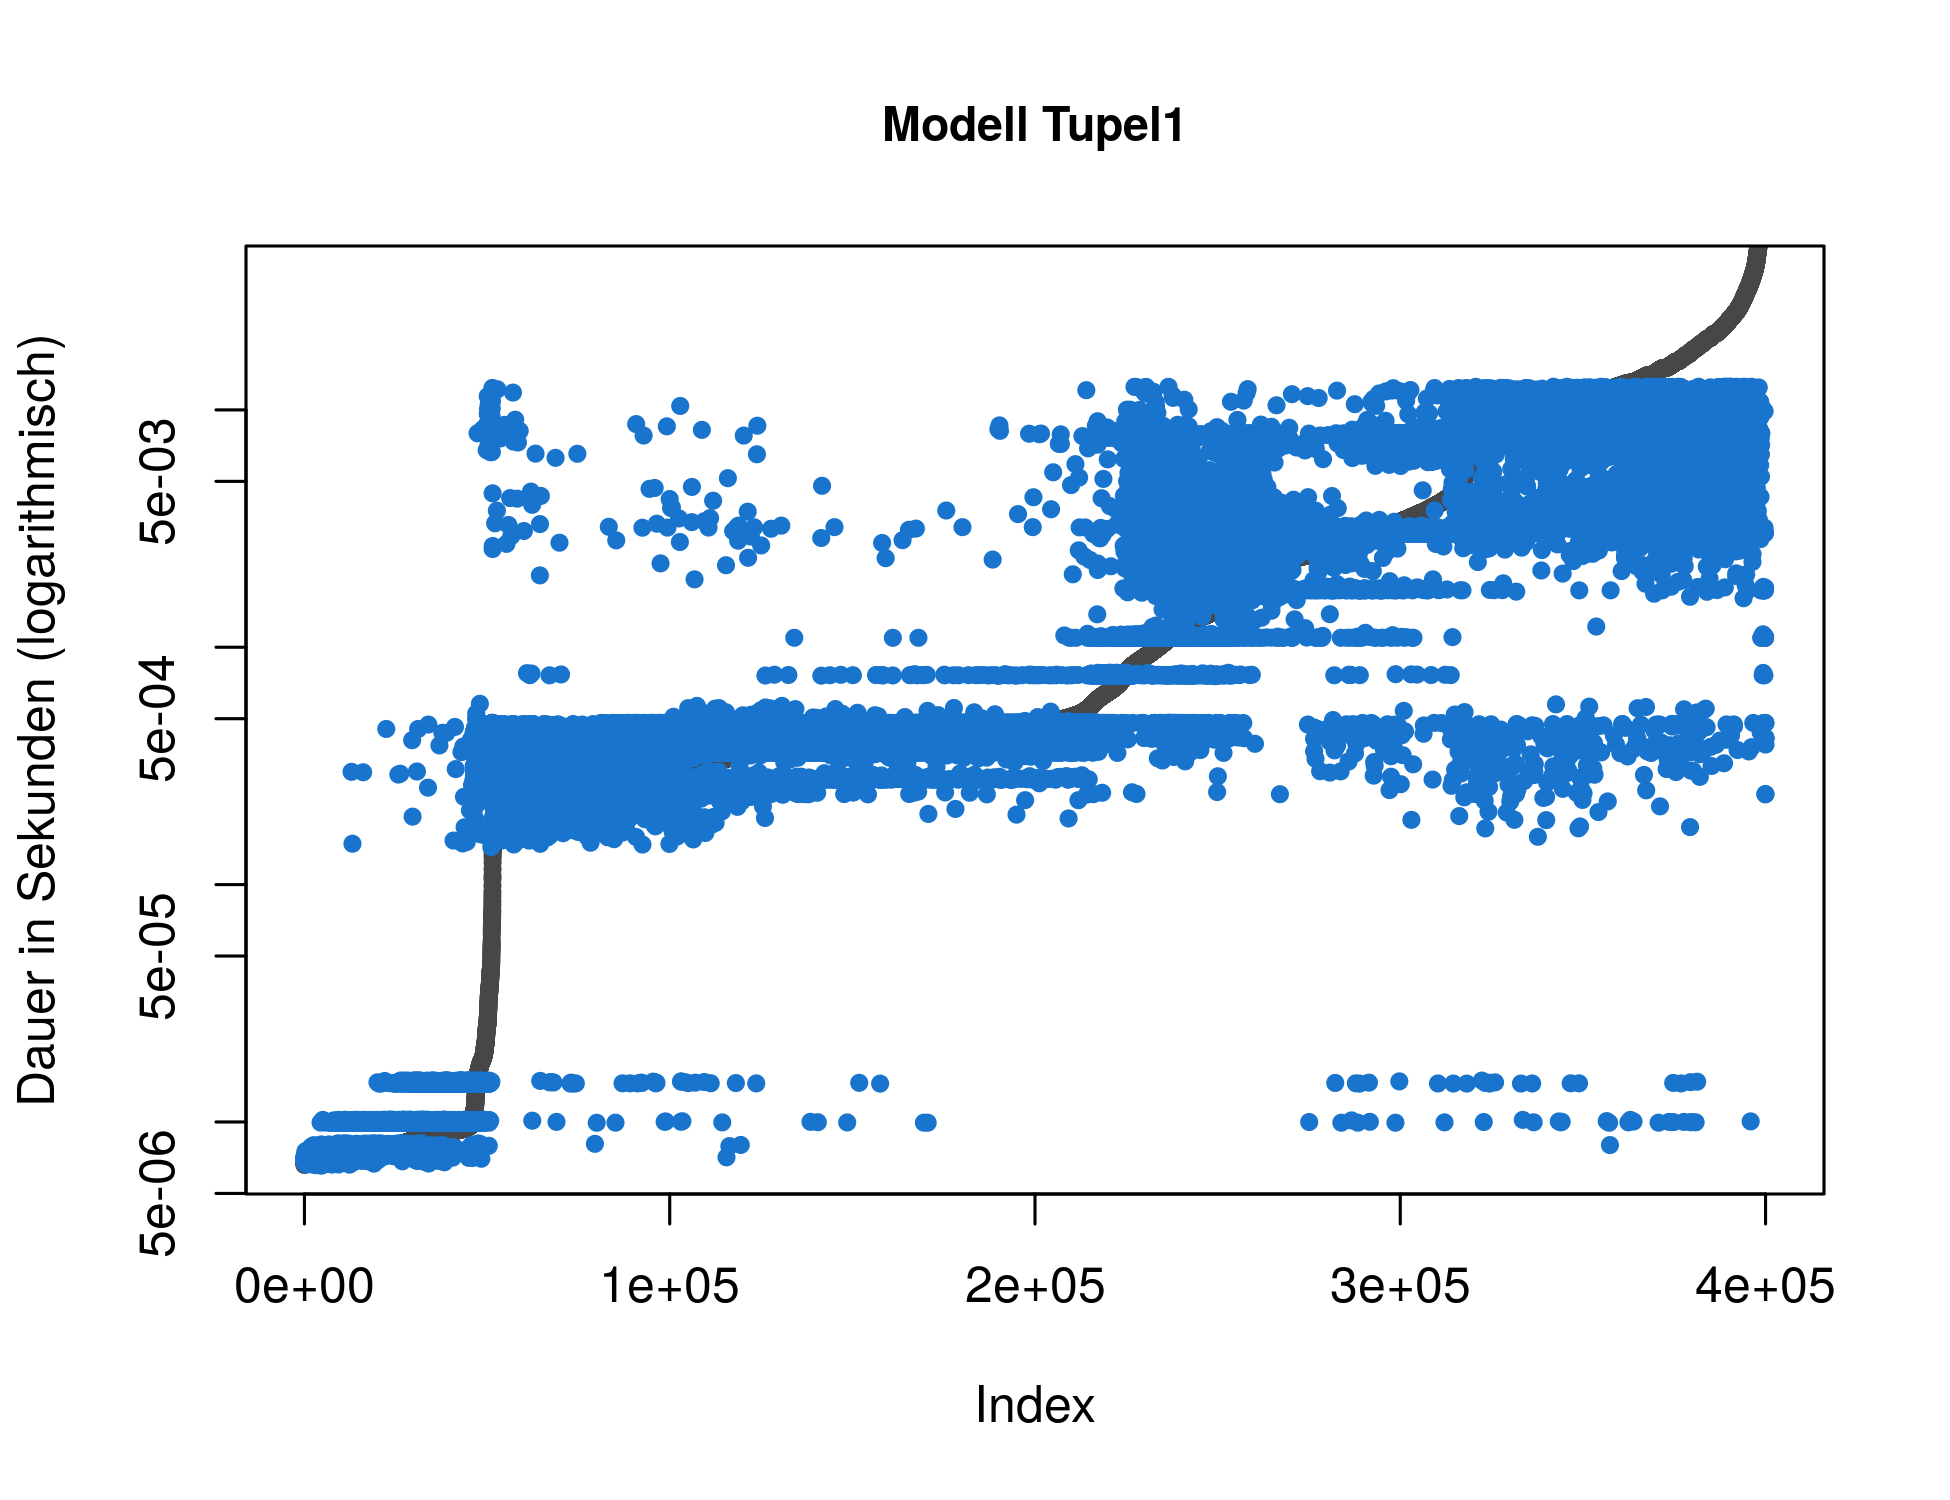 Modell Tupel1
Dauer in Sekunden (logarithmisch)
5e-03
5e-04
5e-05
5e-06
0e+00 1e+05 2e+05 3e+05 4e+05
Index